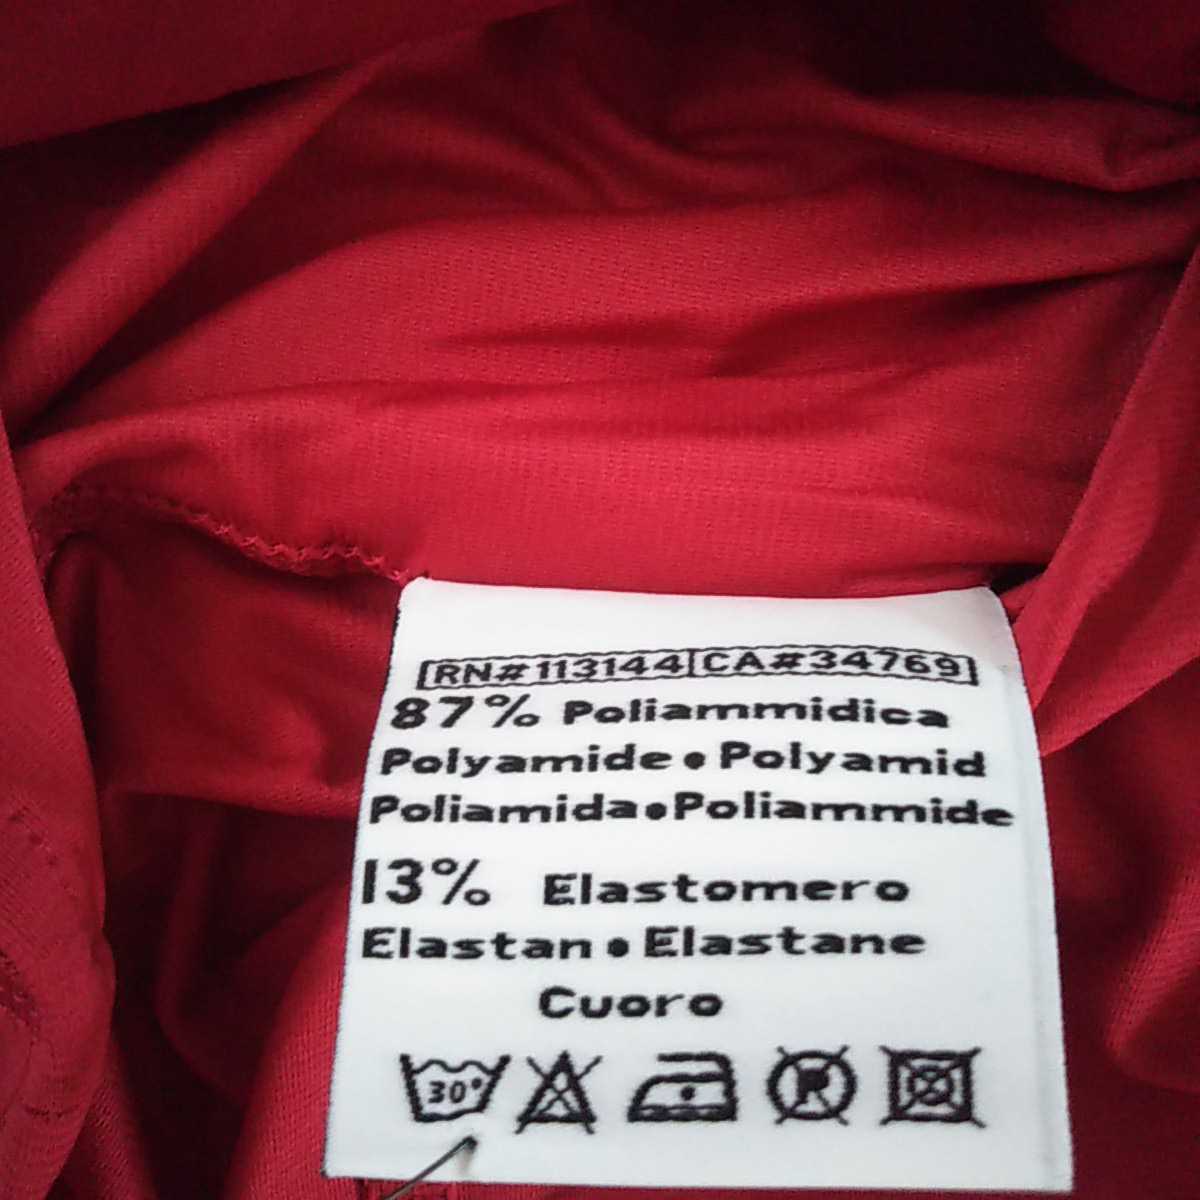 RN#113144 CA#34769
87% Poliammidica
Polyamide • Polyamid
Poliamida • Poliammide
13% Elastomero
Elastan • Elastane
Cuoro
30°
P